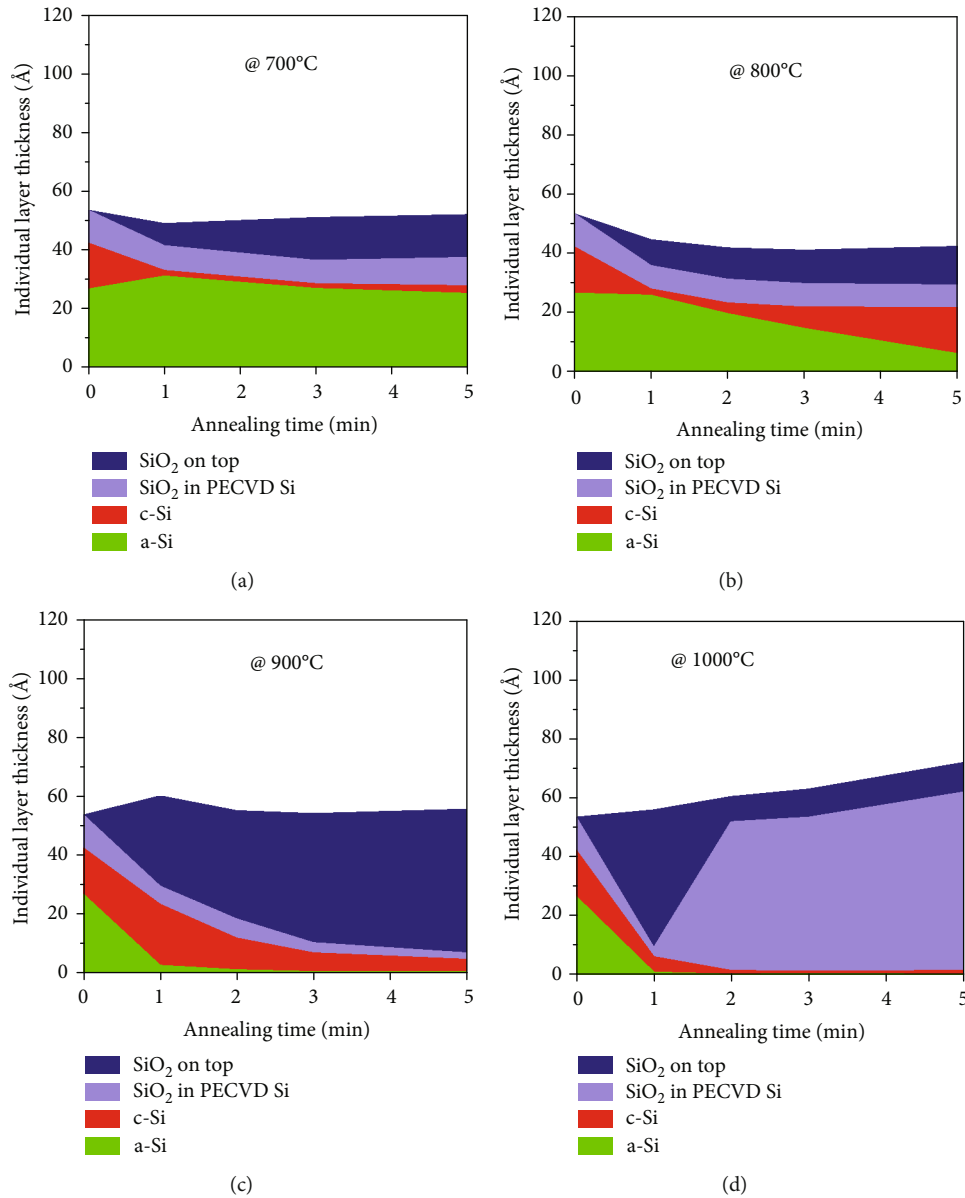 120
100
80
60
40
20
0
Individual layer thickness (Å)
@ 700°C
0 1 2 3 4 5
Annealing time (min)
SiO₂ on top
SiO₂ in PECVD Si
c-Si
a-Si
(a)
120
100
80
60
40
20
0
Individual layer thickness (Å)
@ 800°C
0 1 2 3 4 5
Annealing time (min)
SiO₂ on top
SiO₂ in PECVD Si
c-Si
a-Si
(b)
120
100
80
60
40
20
0
Individual layer thickness (Å)
@ 900°C
0 1 2 3 4 5
Annealing time (min)
SiO₂ on top
SiO₂ in PECVD Si
c-Si
a-Si
(c)
120
100
80
60
40
20
0
Individual layer thickness (Å)
@ 1000°C
0 1 2 3 4 5
Annealing time (min)
SiO₂ on top
SiO₂ in PECVD Si
c-Si
a-Si
(d)